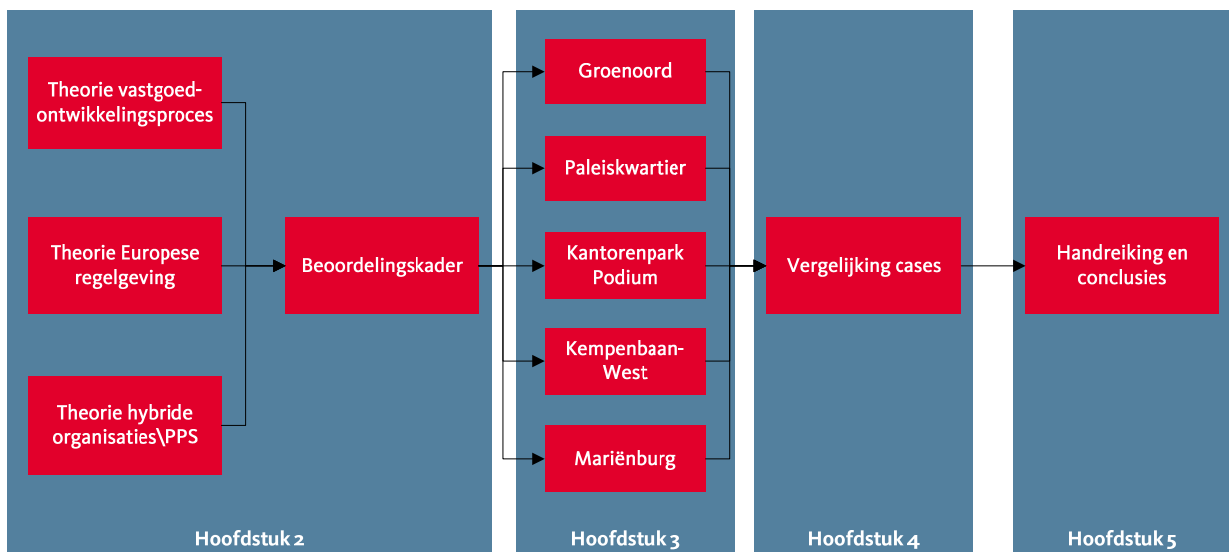 Theorie vastgoed-
ontwikkelingsproces
Theorie Europese
regelgeving
Theorie hybride
organisaties\PPS
Beoordelingskader
Hoofdstuk 2
Groenoord
Paleiskwartier
Kantorenpark
Podium
Kempenbaan-
West
Mariënburg
Hoofdstuk 3
Vergelijking cases
Hoofdstuk 4
Handreiking en
conclusies
Hoofdstuk 5